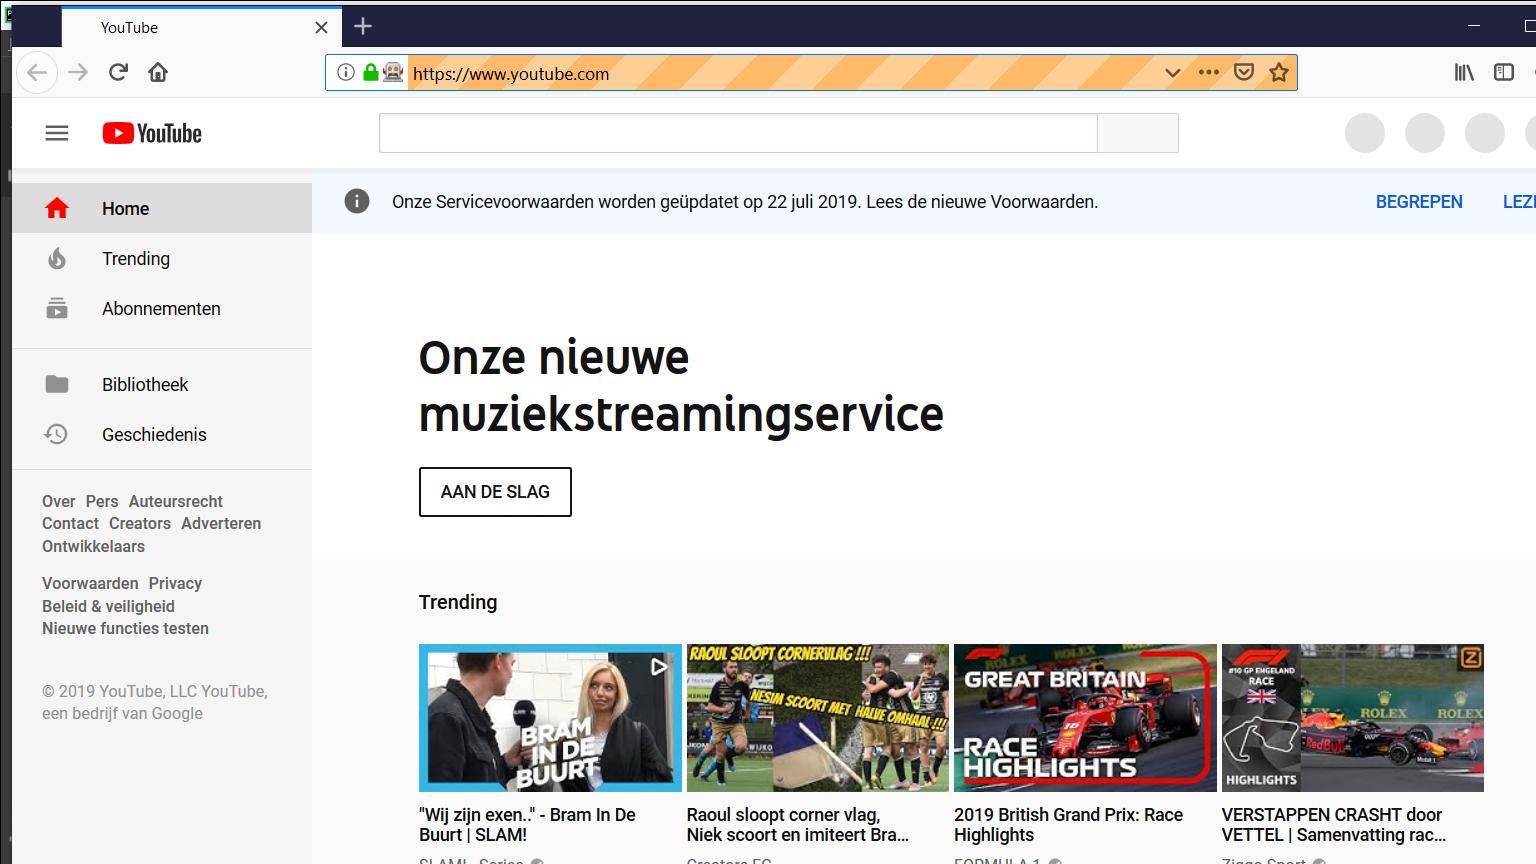 YouTube
https://www.youtube.com
YouTube
Home
Trending
Abonnementen
Bibliotheek
Geschiedenis
Over Pers Auteursrecht
Contact Creators Adverteren
Ontwikkelaars
Voorwaarden Privacy
Beleid & veiligheid
Nieuwe functies testen
© 2019 YouTube, LLC YouTube,
een bedrijf van Google
Onze Servicevoorwaarden worden geüpdatet op 22 juli 2019. Lees de nieuwe Voorwaarden.
BEGREPEN
Onze nieuwe
muziekstreamingservice
AAN DE SLAG
Trending
BRAM
IN DE
BUURT
"Wij zijn exen.." - Bram In De
Buurt | SLAM!
RAOUL SLOOPT CORNERVLAG !!!
NESIM SCOORT MET HALVE OMHAAL !!!
Raoul sloopt corner vlag,
Niek scoort en imiteert Bra...
Creators FC
ROLEX
GREAT BRITAIN
16
RACE
HIGHLIGHTS
2019 British Grand Prix: Race
Highlights
FORMULA 1
#10 GP ENGELAND
RACE
HIGHLIGHTS
ROLEX
ROLEX
RedBull
Z
VERSTAPPEN CRASHT door
VETTEL | Samenvatting rac...
Ziggo Sport